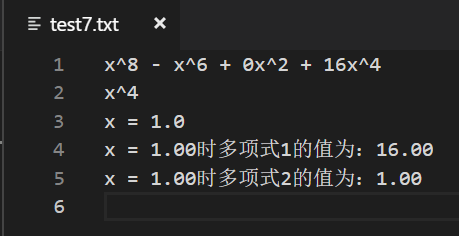 test7.txt
1 x^8 - x^6 + 0x^2 + 16x^4
2 x^4
3 x = 1.0
4 x = 1.00时多项式1的值为：16.00
5 x = 1.00时多项式2的值为：1.00
6